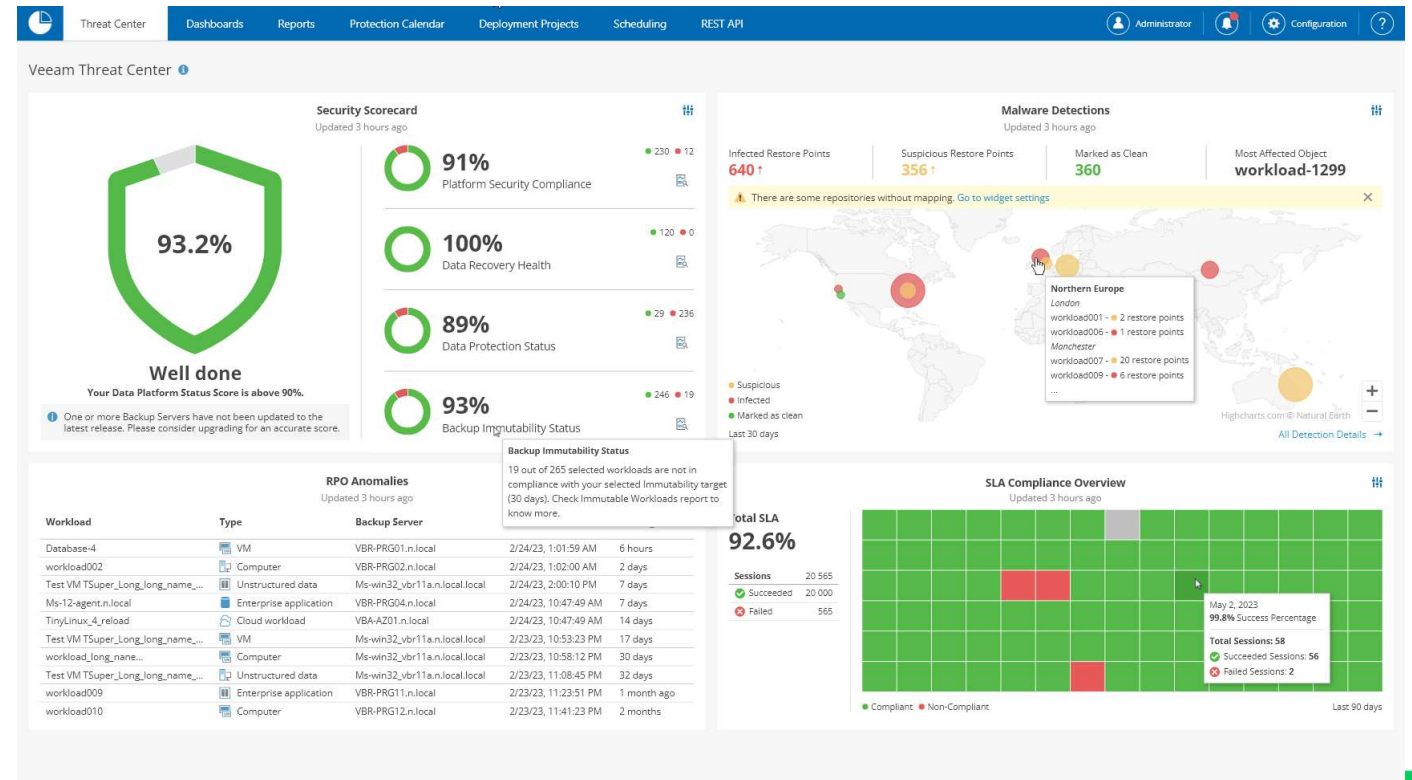 Threat Center Dashboards Reports Protection Calendar Deployment Projects Scheduling REST API Administrator Configuration ?
Veeam Threat Center
Security Scorecard
Updated 3 hours ago
93.2%
Well done
Your Data Platform Status Score is above 90%.
One or more Backup Servers have not been updated to the
latest release. Please consider upgrading for an accurate score.
91%
Platform Security Compliance
230 12
100%
Data Recovery Health
120 0
89%
Data Protection Status
29 236
93%
Backup Immutability Status
246 19
Backup Immutability Status
19 out of 265 selected workloads are not in
compliance with your selected Immutability target
(30 days). Check Immutable Workloads report to
know more.
Malware Detections
Updated 3 hours ago
Infected Restore Points Suspicious Restore Points Marked as Clean Most Affected Object
640↑ 356↑ 360 workload-1299
There are some repositories without mapping. Go to widget settings
Northern Europe
London
workload001 - 2 restore points
workload006 - 1 restore points
Manchester
workload007 - 20 restore points
workload009 - 6 restore points
...
Suspicious
Infected
Marked as clean
Last 30 days
+
−
Highcharts.com © Natural Earth
All Detection Details →
RPO Anomalies
Updated 3 hours ago
Workload Type Backup Server
Database-4 VM VBR-PRG01.n.local 2/24/23, 1:01:59 AM 6 hours
workload002 Computer VBR-PRG02.n.local 2/24/23, 1:02:00 AM 2 days
Test VM TSuper_Long_long_name_... Unstructured data Ms-win32_vbr11a.n.local.local 2/24/23, 2:00:10 PM 7 days
Ms-12-agent.n.local Enterprise application VBR-PRG04.n.local 2/24/23, 10:47:49 AM 7 days
TinyLinux_4_reload Cloud workload VBA-AZ01.n.local 2/24/23, 10:47:49 AM 14 days
Test VM TSuper_Long_long_name_... VM Ms-win32_vbr11a.n.local.local 2/23/23, 10:53:23 PM 17 days
workload_long_nane... Computer Ms-win32_vbr11a.n.local.local 2/23/23, 10:58:12 PM 30 days
Test VM TSuper_Long_long_name_... Unstructured data Ms-win32_vbr11a.n.local.local 2/23/23, 11:08:45 PM 32 days
workload009 Enterprise application VBR-PRG11.n.local 2/23/23, 11:23:51 PM 1 month ago
workload010 Computer VBR-PRG12.n.local 2/23/23, 11:41:23 PM 2 months
SLA Compliance Overview
Updated 3 hours ago
Total SLA
92.6%
Sessions 20 565
Succeeded 20 000
Failed 565
May 2, 2023
99.8% Success Percentage
Total Sessions: 58
Succeeded Sessions: 56
Failed Sessions: 2
Compliant Non-Compliant
Last 90 days